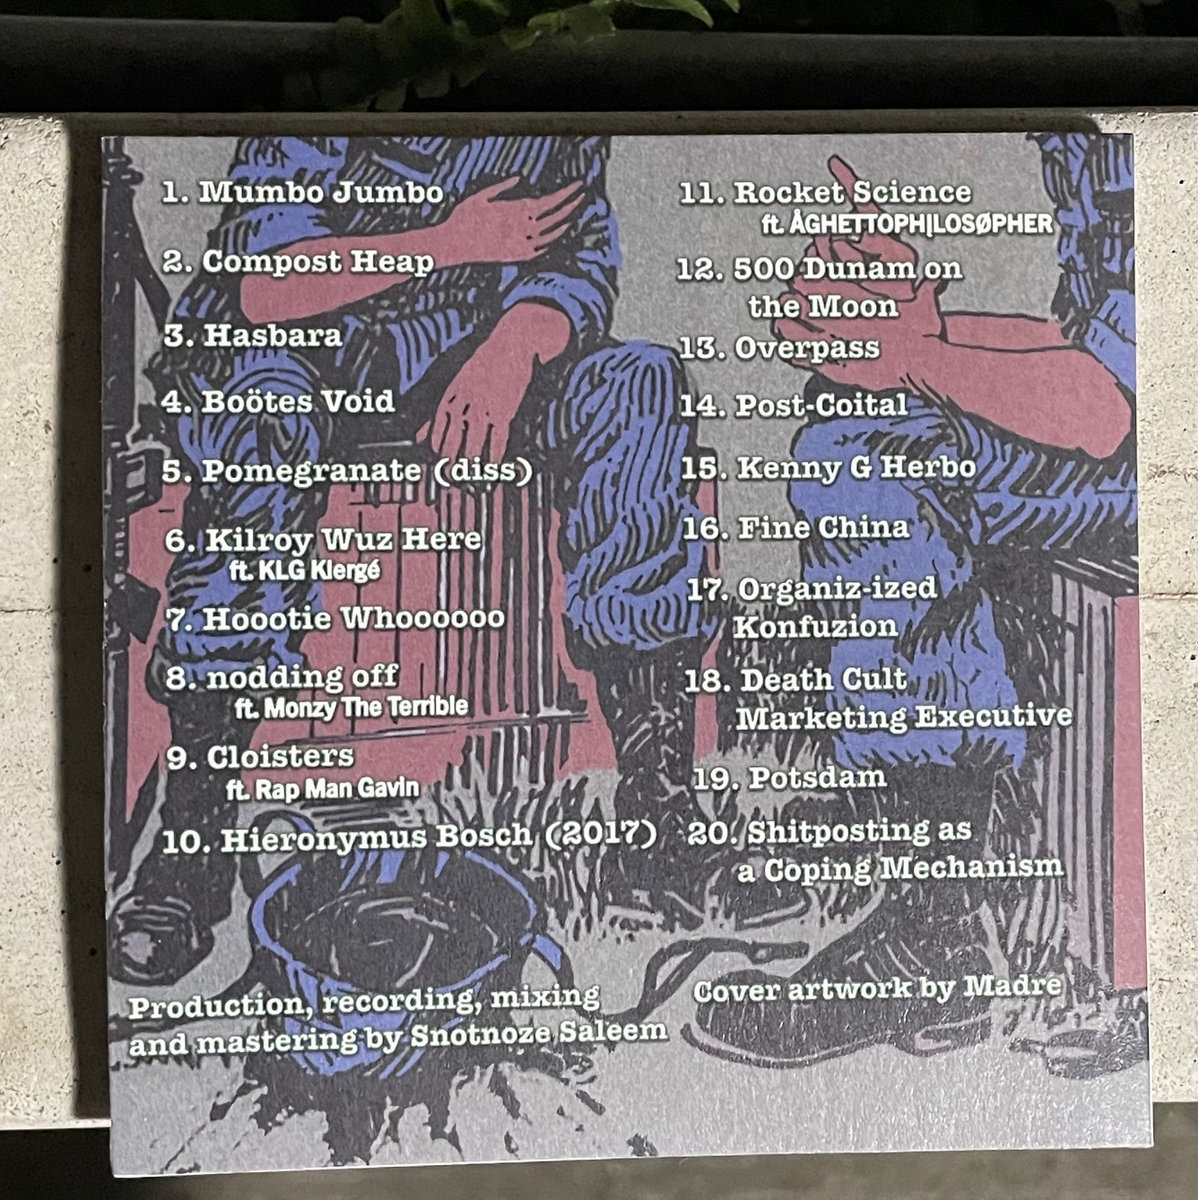 1. Mumbo Jumbo
2. Compost Heap
3. Hasbara
4. Boötes Void
5. Pomegranate (diss)
6. Kilroy Wuz Here
ft. KLG Klergé
7. Hoootie Whoooooo
8. nodding off
ft. Monzy The Terrible
9. Cloisters
ft. Rap Man Gavin
10. Hieronymus Bosch (2017)
11. Rocket Science
ft. ÅGHETTOPH|LOSØPHER
12. 500 Dunam on
the Moon
13. Overpass
14. Post-Coital
15. Kenny G Herbo
16. Fine China
17. Organiz-ized
Konfuzion
18. Death Cult
Marketing Executive
19. Potsdam
20. Shitposting as
a Coping Mechanism
Production, recording, mixing
and mastering by Snotnoze Saleem
Cover artwork by Madre